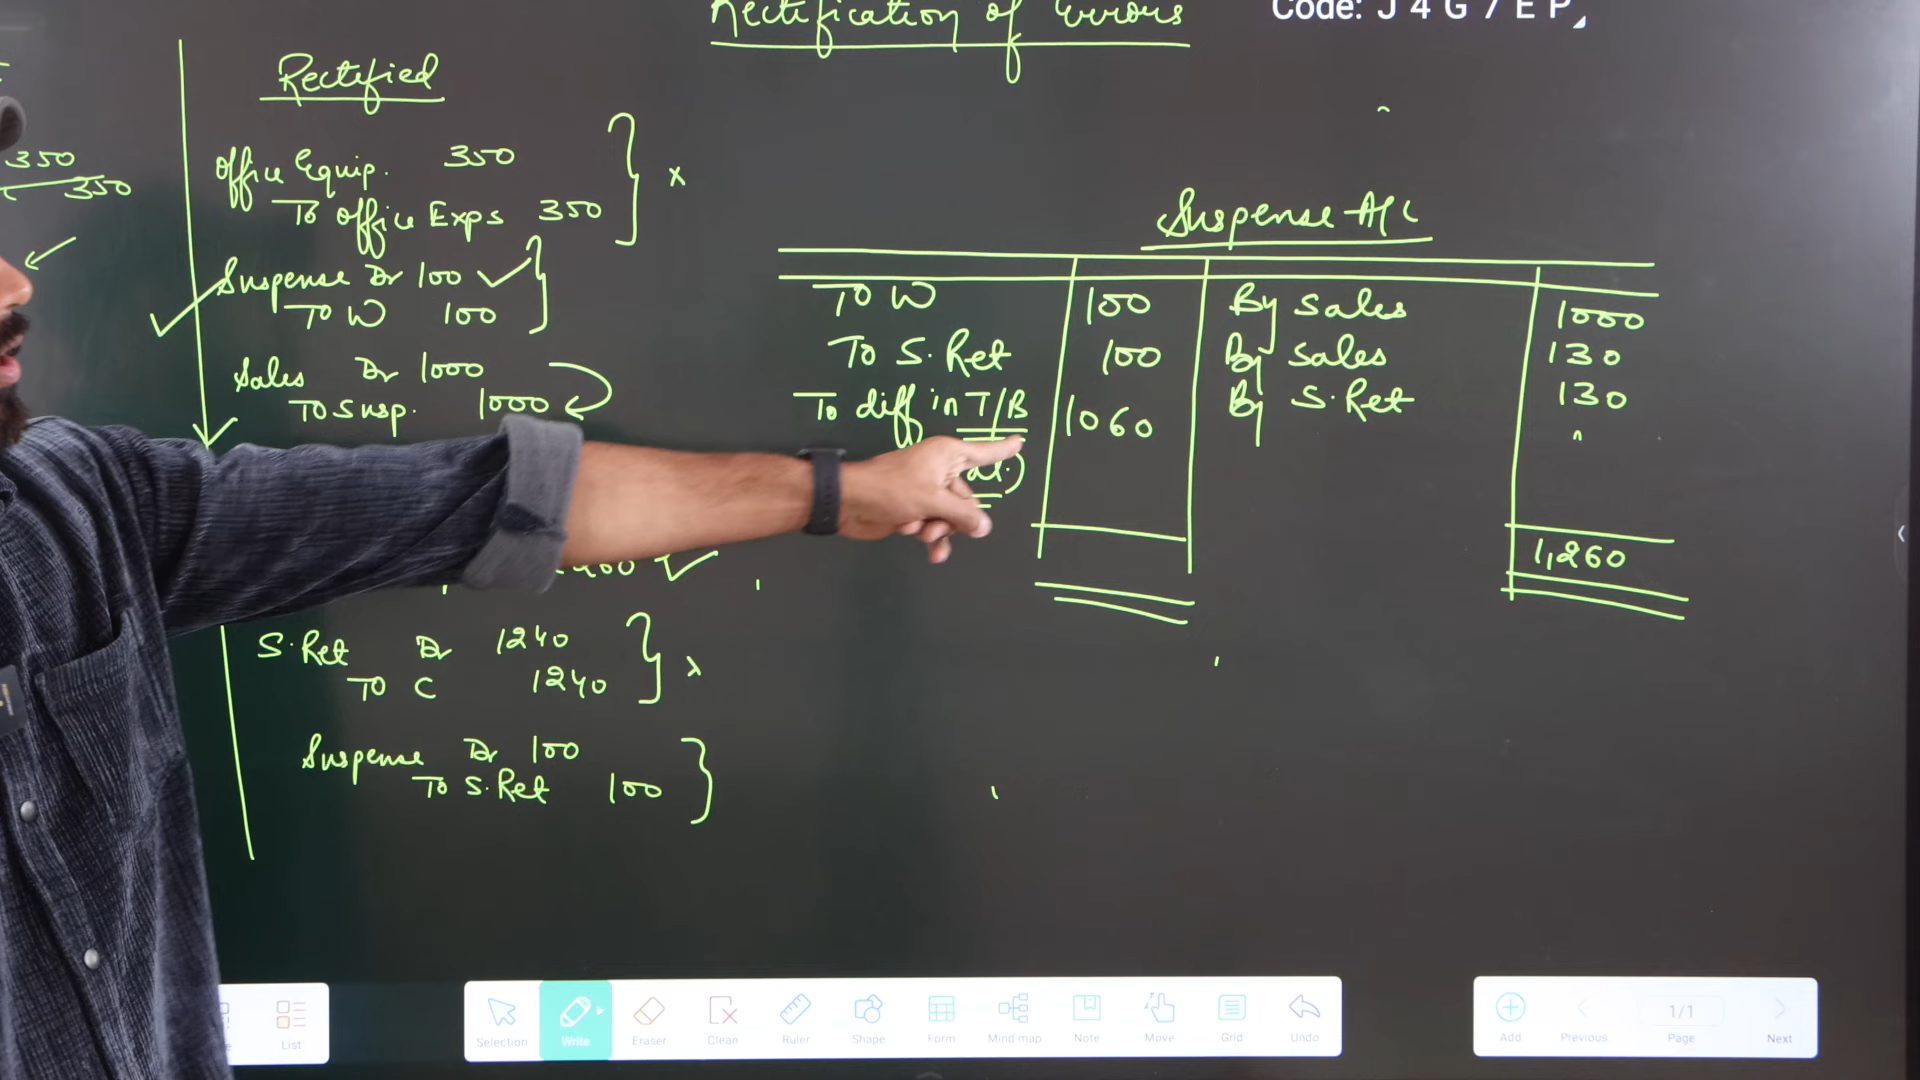 Rectification of Errors
Code: J 4 G 7 E P
Rectified
350
350
Office Equip. 350
To office Exps 350
x
Suspense Dr 100
To W 100
Sales Dr 1000
To Susp. 1000
S.Ret Dr 1240
To C 1240
x
Suspense Dr 100
To S.Ret 100
Suspense A/c
To W 100 By Sales 1000
To S.Ret 100 By Sales 130
To diff in T/B 1060 By S.Ret 130
1,260
List
Selection
Write
Eraser
Clean
Ruler
Shape
Form
Mind map
Note
Move
Grid
Undo
Add
Previous
1/1
Page
Next